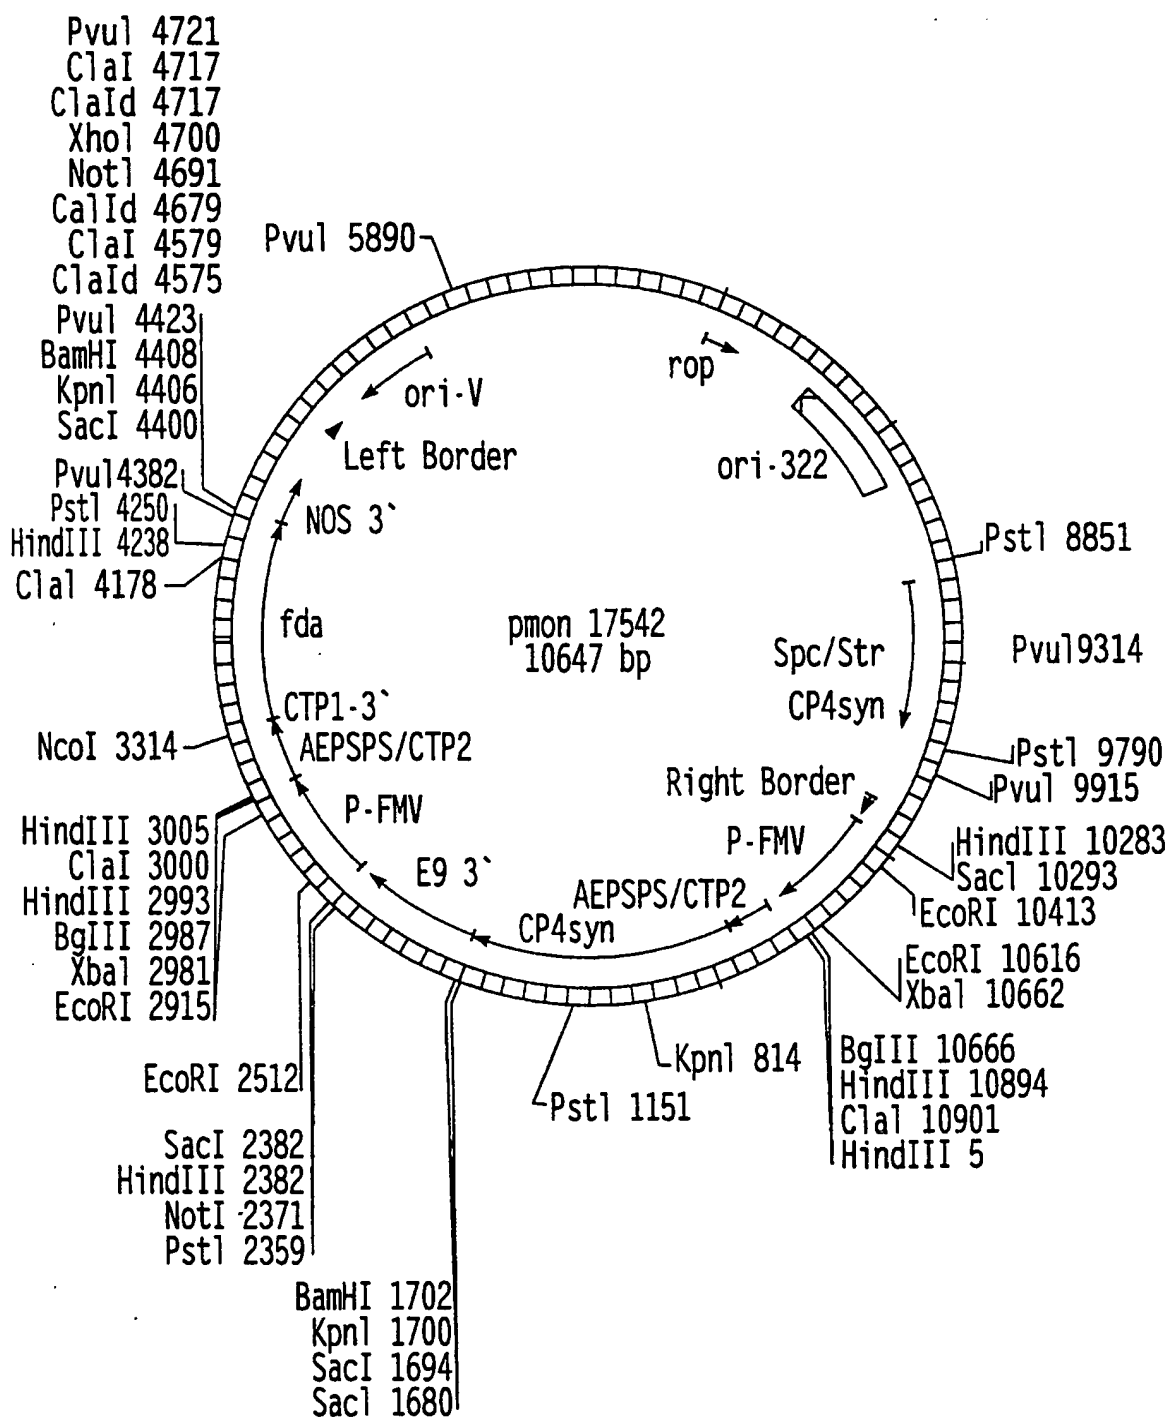 Pvul 4721
ClaI 4717
ClaId 4717
Xhol 4700
Notl 4691
CalId 4679
ClaI 4579
ClaId 4575
Pvul 4423
BamHI 4408
Kpnl 4406
SacI 4400
Pvul4382
Pstl 4250
HindIII 4238
Clal 4178
NcoI 3314
HindIII 3005
ClaI 3000
HindIII 2993
BgIII 2987
Xbal 2981
EcoRI 2915
EcoRI 2512
SacI 2382
HindIII 2382
NotI 2371
Pstl 2359
BamHI 1702
Kpnl 1700
SacI 1694
Sacl 1680
Pstl 1151
Kpnl 814
Pvul 5890
Pstl 8851
Pvul9314
Pstl 9790
Pvul 9915
HindIII 10283
Sacl 10293
EcoRI 10413
EcoRI 10616
Xbal 10662
BgIII 10666
HindIII 10894
Clal 10901
HindIII 5
rop
ori-322
ori-V
Left Border
NOS 3`
fda
CTP1-3`
AEPSPS/CTP2
P-FMV
E9 3`
CP4syn
AEPSPS/CTP2
P-FMV
Right Border
Spc/Str
CP4syn
pmon 17542
10647 bp